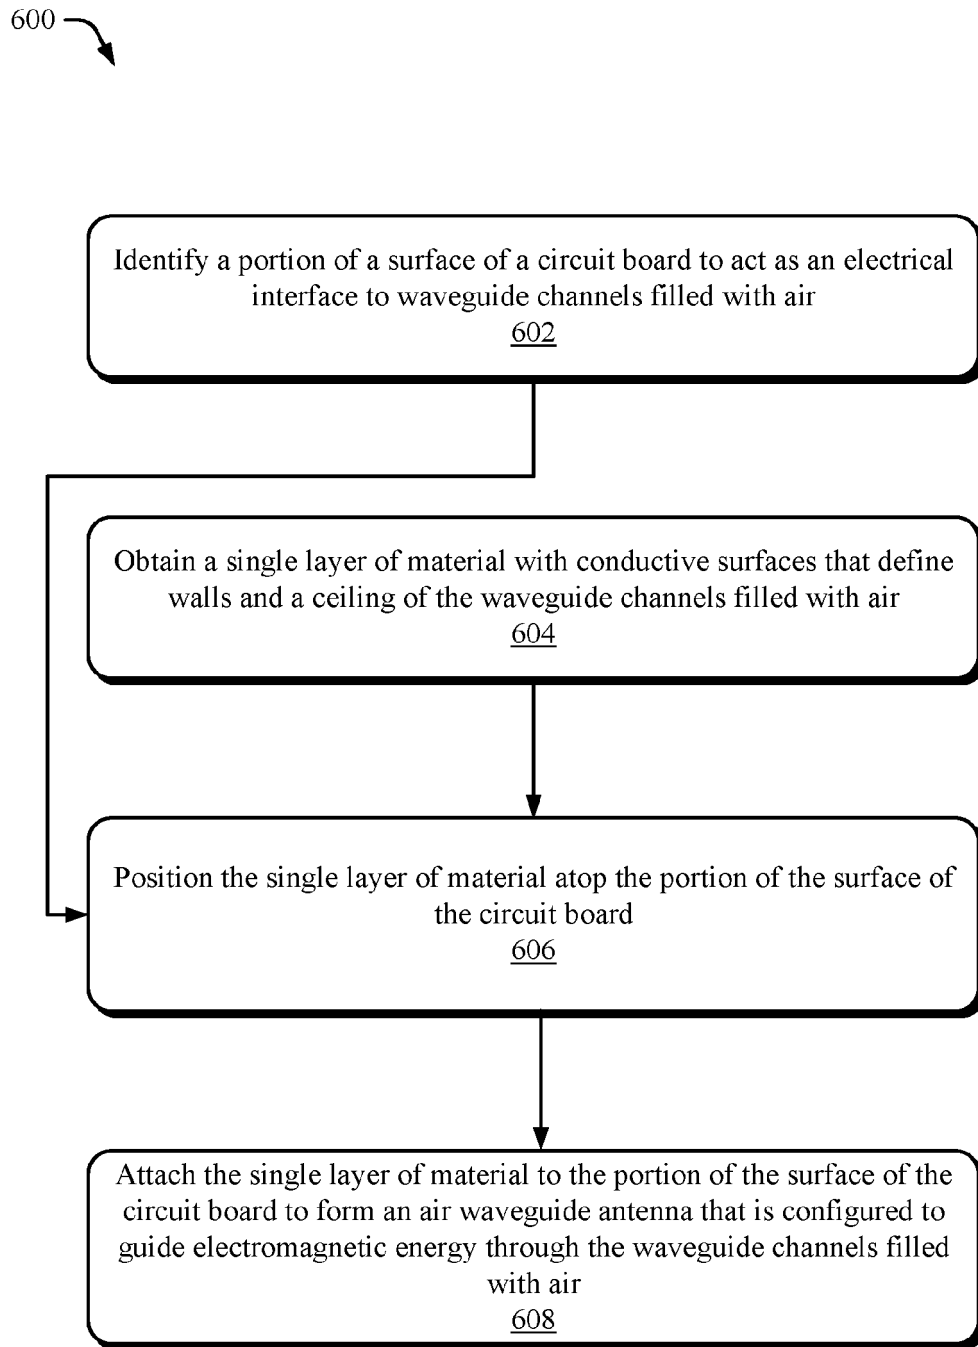 600
Identify a portion of a surface of a circuit board to act as an electrical
interface to waveguide channels filled with air
602
Obtain a single layer of material with conductive surfaces that define
walls and a ceiling of the waveguide channels filled with air
604
Position the single layer of material atop the portion of the surface of
the circuit board
606
Attach the single layer of material to the portion of the surface of the
circuit board to form an air waveguide antenna that is configured to
guide electromagnetic energy through the waveguide channels filled
with air
608